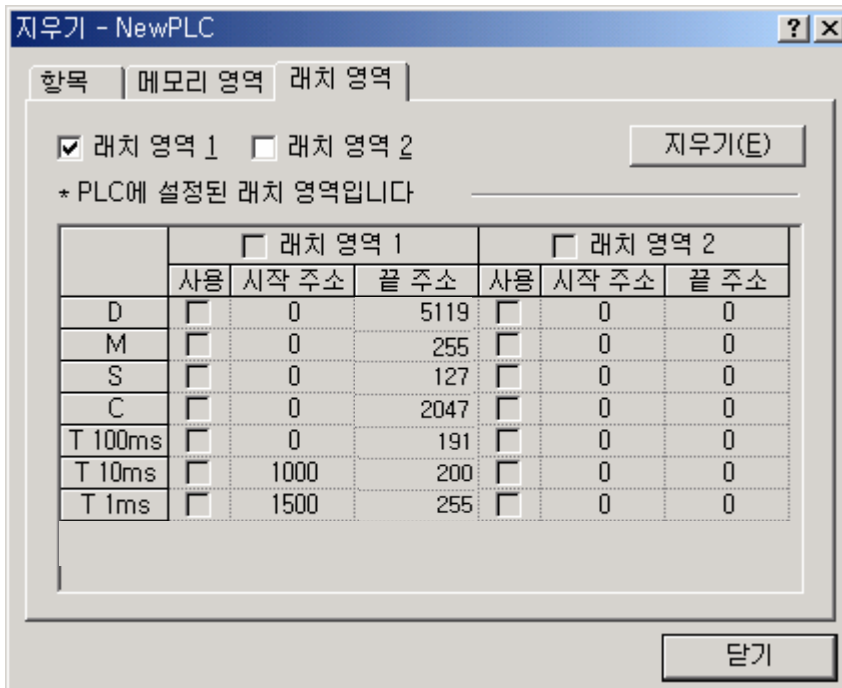 지우기 - NewPLC
항목 메모리 영역 래치 영역
래치 영역 1 래치 영역 2 지우기(E)
* PLC에 설정된 래치 영역입니다
래치 영역 1 래치 영역 2
사용 시작 주소 끝 주소 사용 시작 주소 끝 주소
D 0 5119 0 0
M 0 255 0 0
S 0 127 0 0
C 0 2047 0 0
T 100ms 0 191 0 0
T 10ms 1000 200 0 0
T 1ms 1500 255 0 0
닫기